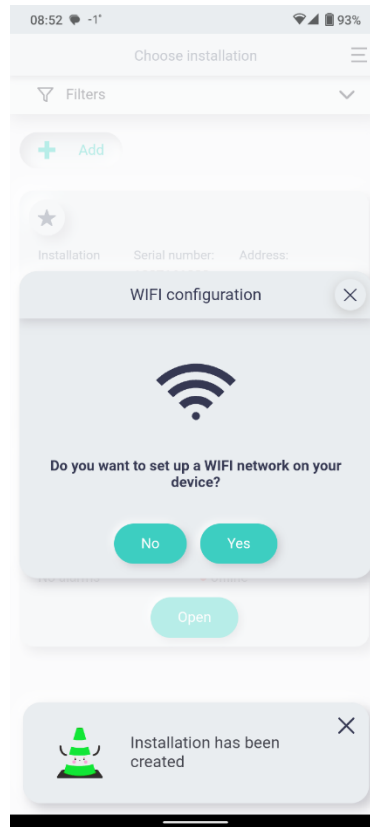 08:52 -1° 93%
Choose installation
Filters
Add
Installation Serial number: Address:
WIFI configuration
Do you want to set up a WIFI network on your
device?
No Yes
Open
Installation has been
created